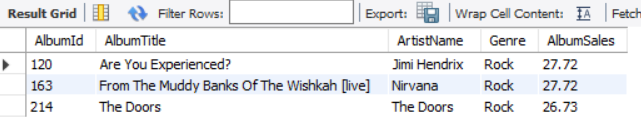 Result Grid Filter Rows: Export: Wrap Cell Content: IA Fetch
AlbumId AlbumTitle ArtistName Genre AlbumSales
120 Are You Experienced? Jimi Hendrix Rock 27.72
163 From The Muddy Banks Of The Wishkah [live] Nirvana Rock 27.72
214 The Doors The Doors Rock 26.73